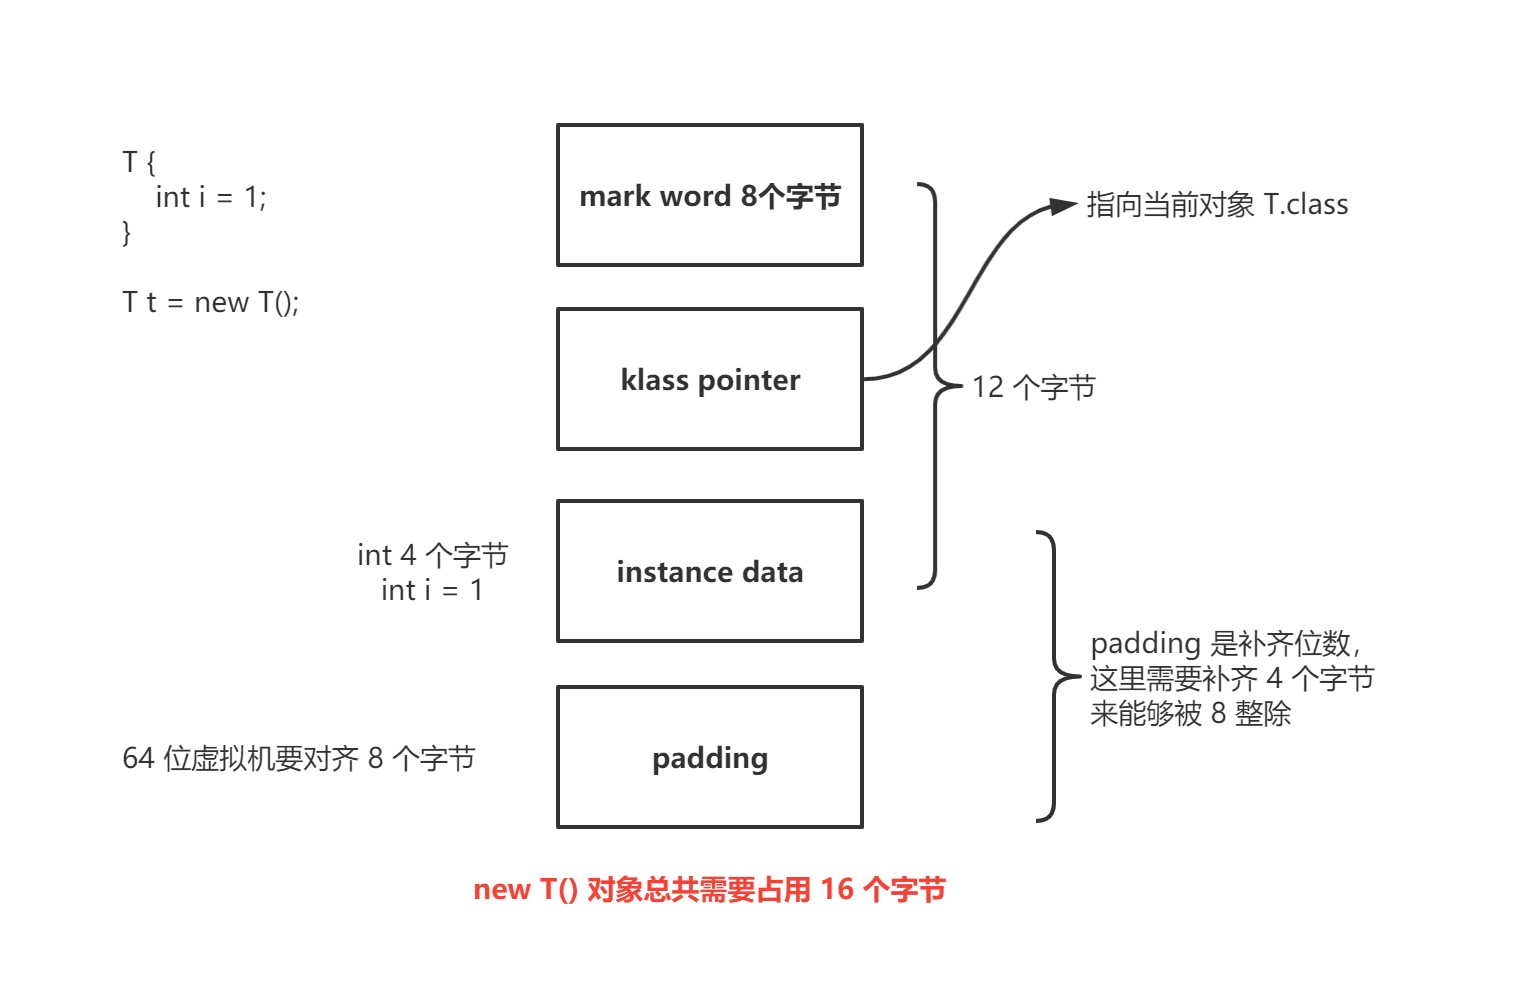 T {
int i = 1;
}
T t = new T();
mark word 8个字节
指向当前对象 T.class
klass pointer
12 个字节
int 4 个字节
int i = 1
instance data
padding 是补齐位数，
这里需要补齐 4 个字节
来能够被 8 整除
64 位虚拟机要对齐 8 个字节
padding
new T() 对象总共需要占用 16 个字节